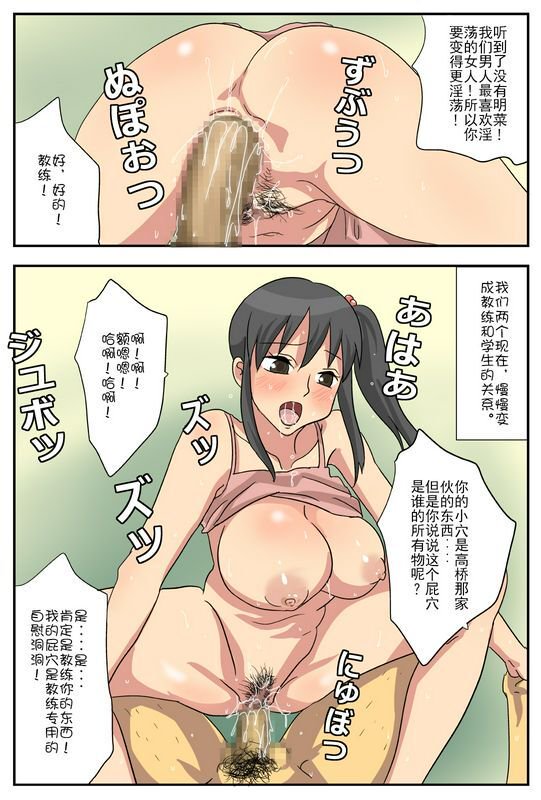 听到了没有明菜！
我们男人最喜欢淫
荡的女人！所以你
要变得更淫荡！
ずぶうっ
ぬぽおっ
好，好的！
教练！
我们两个现在，慢慢变
成教练和学生的关系。
あはあ
啊！啊！
额嗯嗯！
哈啊！哈啊！
ジュボッ
ズッ
ズッ
你的小穴是高桥那家
伙的东西．．．
但是你说说这个屁穴
是谁的所有物呢？
にゅぼっ
是．．．是．．．
肯定是教练你的东西！
我的屁穴是教练专用的
自慰洞洞！